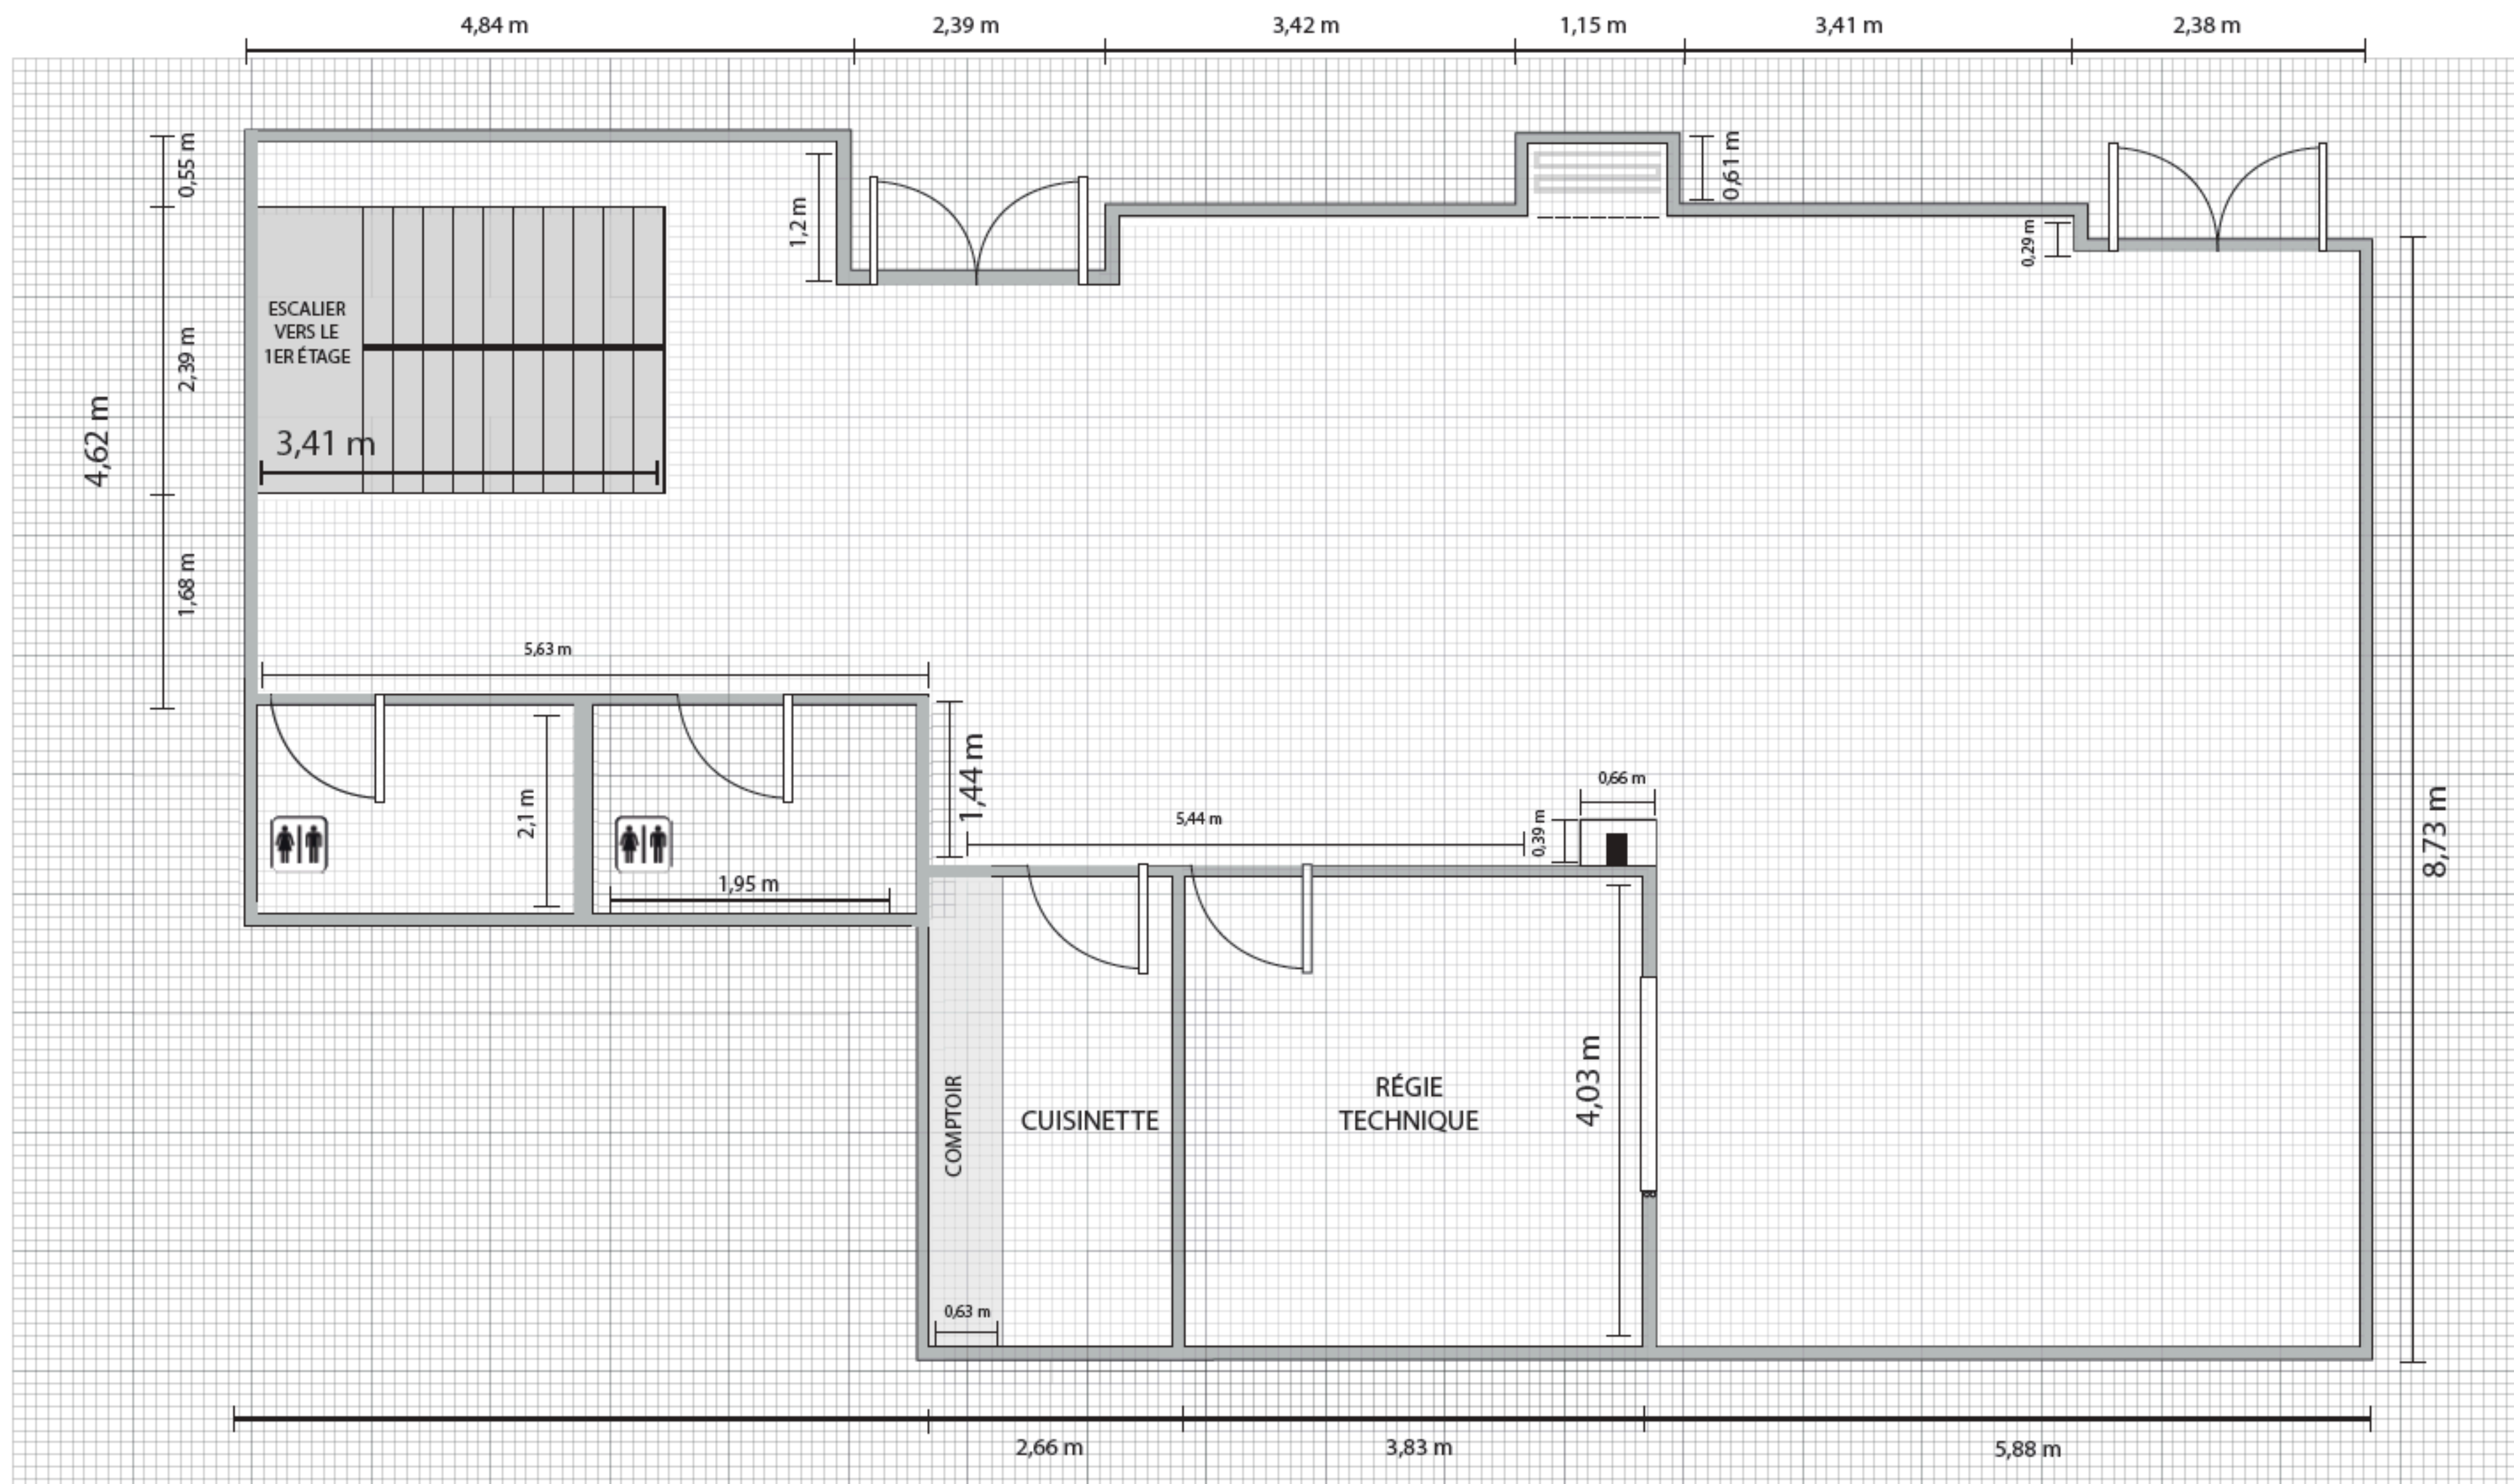 4,84 m
2,39 m
3,42 m
1,15 m
3,41 m
2,38 m
0,55 m
0,61 m
1,2 m
0,29 m
ESCALIER
VERS LE
1ER ÉTAGE
2,39 m
4,62 m
3,41 m
1,68 m
5,63 m
1,44 m
2,1 m
0,66 m
5,44 m
0,39 m
8,73 m
1,95 m
4,03 m
RÉGIE
TECHNIQUE
COMPTOIR
CUISINETTE
0,63 m
2,66 m
3,83 m
5,88 m